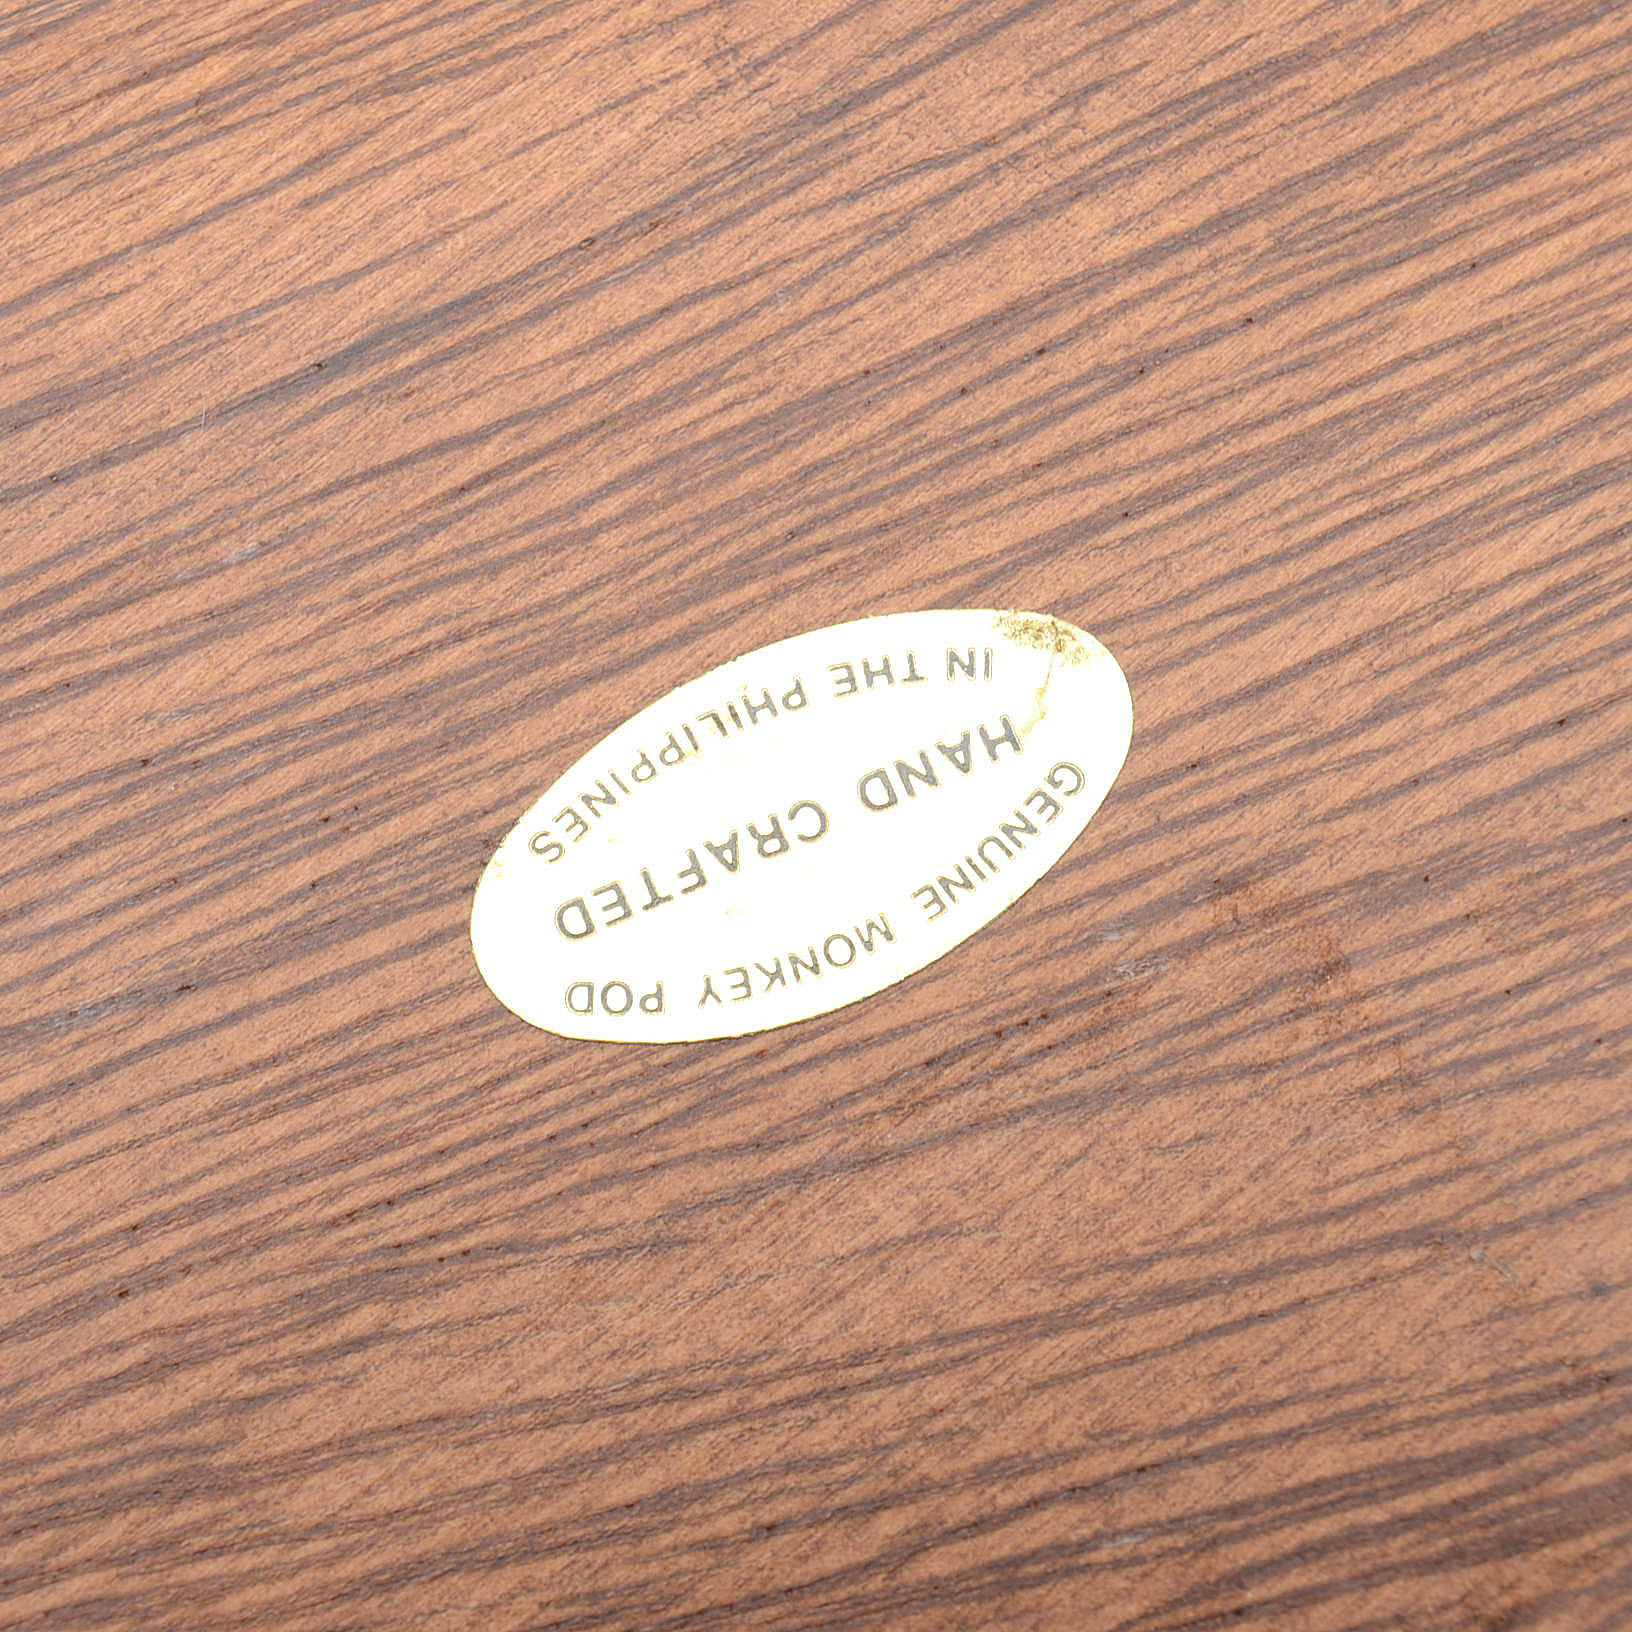 GENUINE MONKEY POD
HAND CRAFTED
IN THE PHILIPPINES